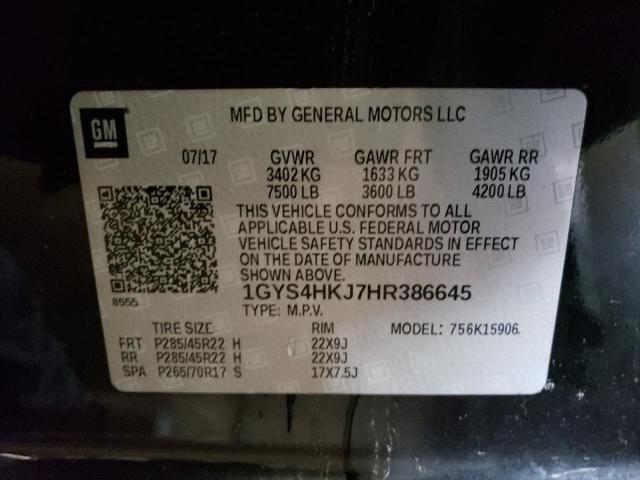 GM
MFD BY GENERAL MOTORS LLC
07/17 GVWR GAWR FRT GAWR RR
3402 KG 1633 KG 1905 KG
7500 LB 3600 LB 4200 LB
THIS VEHICLE CONFORMS TO ALL
APPLICABLE U.S. FEDERAL MOTOR
VEHICLE SAFETY STANDARDS IN EFFECT
ON THE DATE OF MANUFACTURE
SHOWN ABOVE.
8555
1GYS4HKJ7HR386645
TYPE: M.P.V.
TIRE SIZE RIM MODEL: 756K15906.
FRT P285/45R22 H 22X9J
RR P285/45R22 H 22X9J
SPA P265/70R17 S 17X7.5J